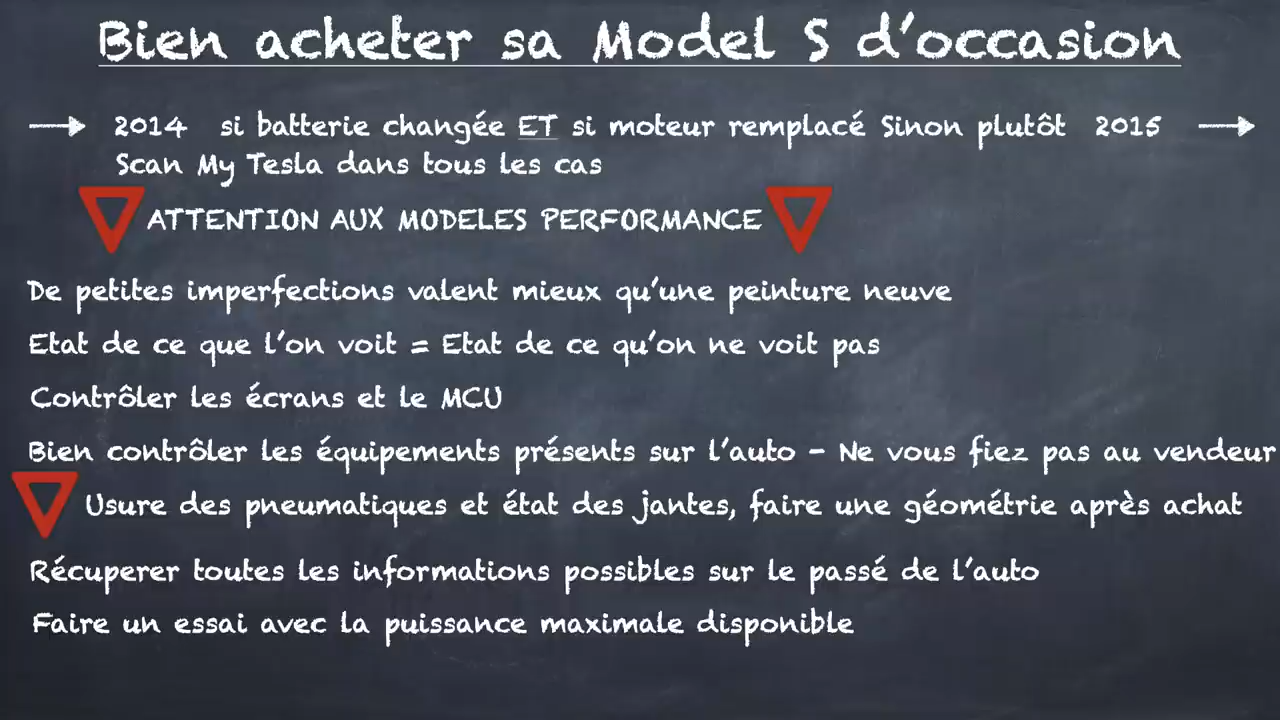 Bien acheter sa Model S d'occasion
→ 2014 si batterie changée ET si moteur remplacé Sinon plutôt 2015 →
Scan My Tesla dans tous les cas
ATTENTION AUX MODELES PERFORMANCE
De petites imperfections valent mieux qu'une peinture neuve
Etat de ce que l'on voit = Etat de ce qu'on ne voit pas
Contrôler les écrans et le MCU
Bien contrôler les équipements présents sur l'auto - Ne vous fiez pas au vendeur
Usure des pneumatiques et état des jantes, faire une géométrie après achat
Récuperer toutes les informations possibles sur le passé de l'auto
Faire un essai avec la puissance maximale disponible